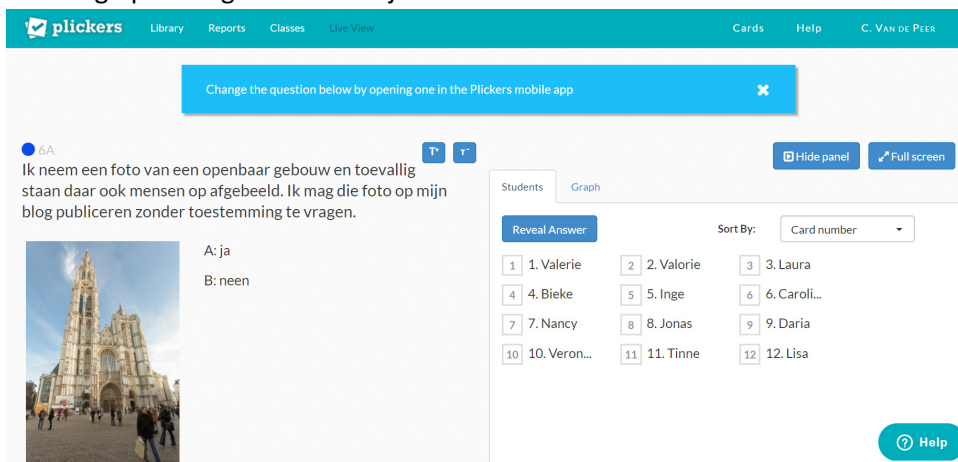 plickers Library Reports Classes Live View Cards Help C. VAN DE PEER
Change the question below by opening one in the Plickers mobile app
6A
T+ T-
Ik neem een foto van een openbaar gebouw en toevallig
staan daar ook mensen op afgebeeld. Ik mag die foto op mijn
blog publiceren zonder toestemming te vragen.
A: ja
B: neen
Hide panel Full screen
Students Graph
Reveal Answer Sort By: Card number
1 1. Valerie 2 2. Valorie 3 3. Laura
4 4. Bieke 5 5. Inge 6 6. Caroli...
7 7. Nancy 8 8. Jonas 9 9. Daria
10 10. Veron... 11 11. Tinne 12 12. Lisa
Help